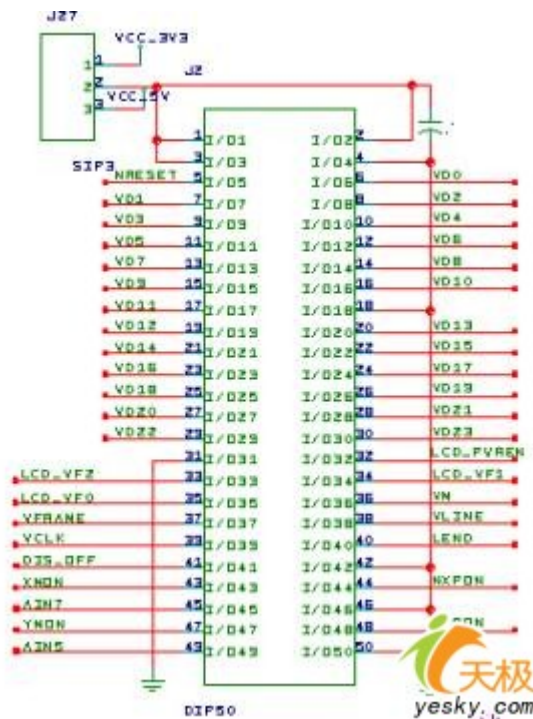 JZ7
VCC_3V3
1
2
3
VCC_5V
JZ
SIP3
1 I/O1 I/O2 2
3 I/O3 I/O4 4
NRESET 5 I/O5 I/O6 6 VD0
VD1 7 I/O7 I/O8 8 VD2
VD3 9 I/O9 I/O10 10 VD4
VD5 11 I/O11 I/O12 12 VD6
VD7 13 I/O13 I/O14 14 VD8
VD9 15 I/O15 I/O16 16 VD10
VD11 17 I/O17 I/O18 18
VD12 19 I/O19 I/O20 20 VD13
VD14 21 I/O21 I/O22 22 VD15
VD16 23 I/O23 I/O24 24 VD17
VD18 25 I/O25 I/O26 26 VD19
VD20 27 I/O27 I/O28 28 VD21
VD22 29 I/O29 I/O30 30 VD23
31 I/O31 I/O32 32 LCD_PVREN
LCD_VF2 33 I/O33 I/O34 34 LCD_VF1
LCD_VF0 35 I/O35 I/O36 36 VM
VFRAME 37 I/O37 I/O38 38 VLINE
VCLK 39 I/O39 I/O40 40 LEND
DIS_OFF 41 I/O41 I/O42 42
XMON 43 I/O43 I/O44 44 NXPON
AIN7 45 I/O45 I/O46 46
YMON 47 I/O47 I/O48 48
AIN5 49 I/O49 I/O50 50
DIP50
天极
yesky.com